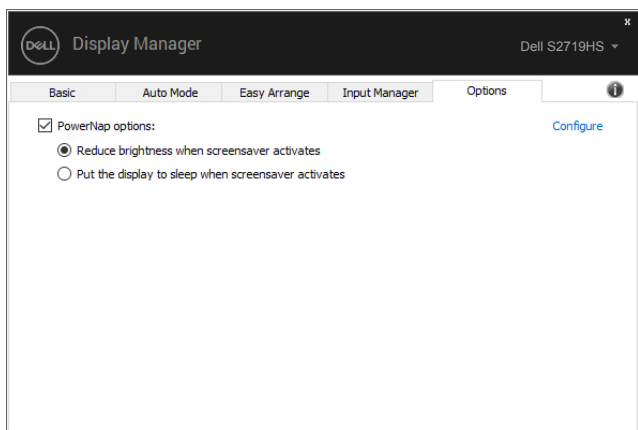 x
DELL Display Manager Dell S2719HS
Basic Auto Mode Easy Arrange Input Manager Options i
PowerNap options: Configure
Reduce brightness when screensaver activates
Put the display to sleep when screensaver activates